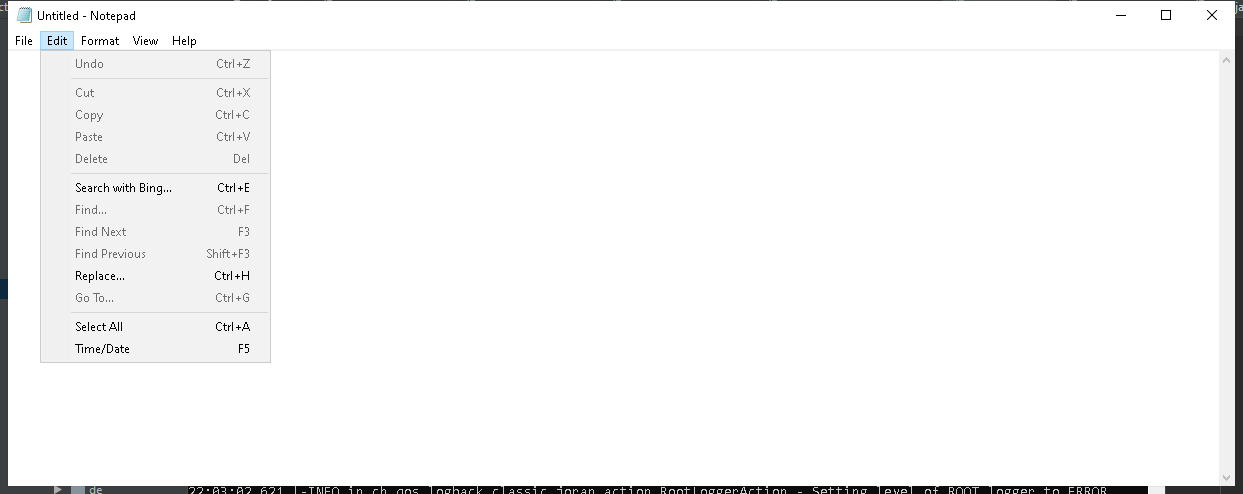 Untitled - Notepad
File Edit Format View Help
Undo Ctrl+Z
Cut Ctrl+X
Copy Ctrl+C
Paste Ctrl+V
Delete Del
Search with Bing... Ctrl+E
Find... Ctrl+F
Find Next F3
Find Previous Shift+F3
Replace... Ctrl+H
Go To... Ctrl+G
Select All Ctrl+A
Time/Date F5
de 22:03:02,621 |-INFO in ch.qos.logback.classic.joran.action.RootLoggerAction - Setting level of ROOT logger to ERROR